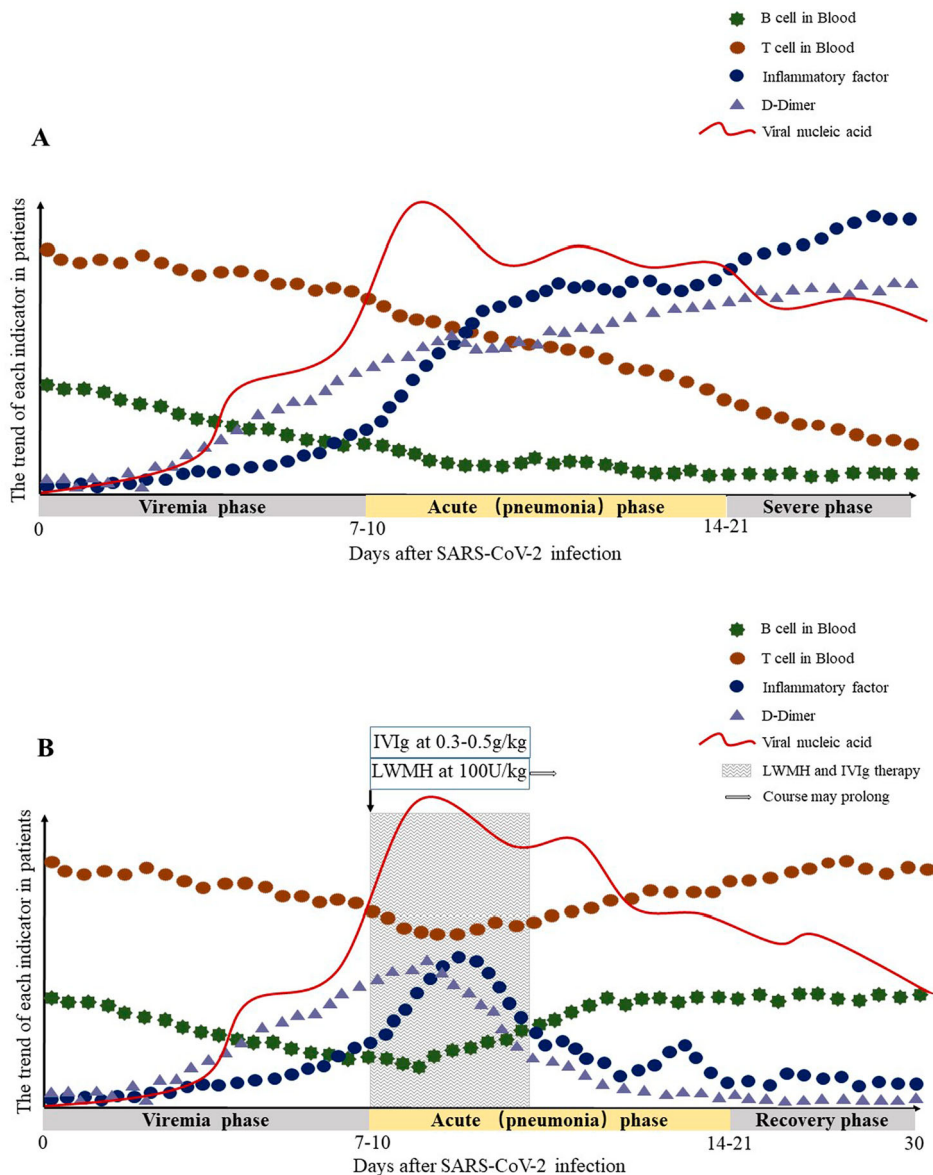 B cell in Blood
T cell in Blood
Inflammatory factor
D-Dimer
Viral nucleic acid
A
The trend of each indicator in patients
Viremia phase
Acute (pneumonia) phase
Severe phase
0
7-10
14-21
Days after SARS-CoV-2 infection
B cell in Blood
T cell in Blood
Inflammatory factor
D-Dimer
Viral nucleic acid
LWMH and IVIg therapy
Course may prolong
B
IVIg at 0.3-0.5g/kg
LWMH at 100U/kg
The trend of each indicator in patients
Viremia phase
Acute (pneumonia) phase
Recovery phase
0
7-10
14-21
30
Days after SARS-CoV-2 infection